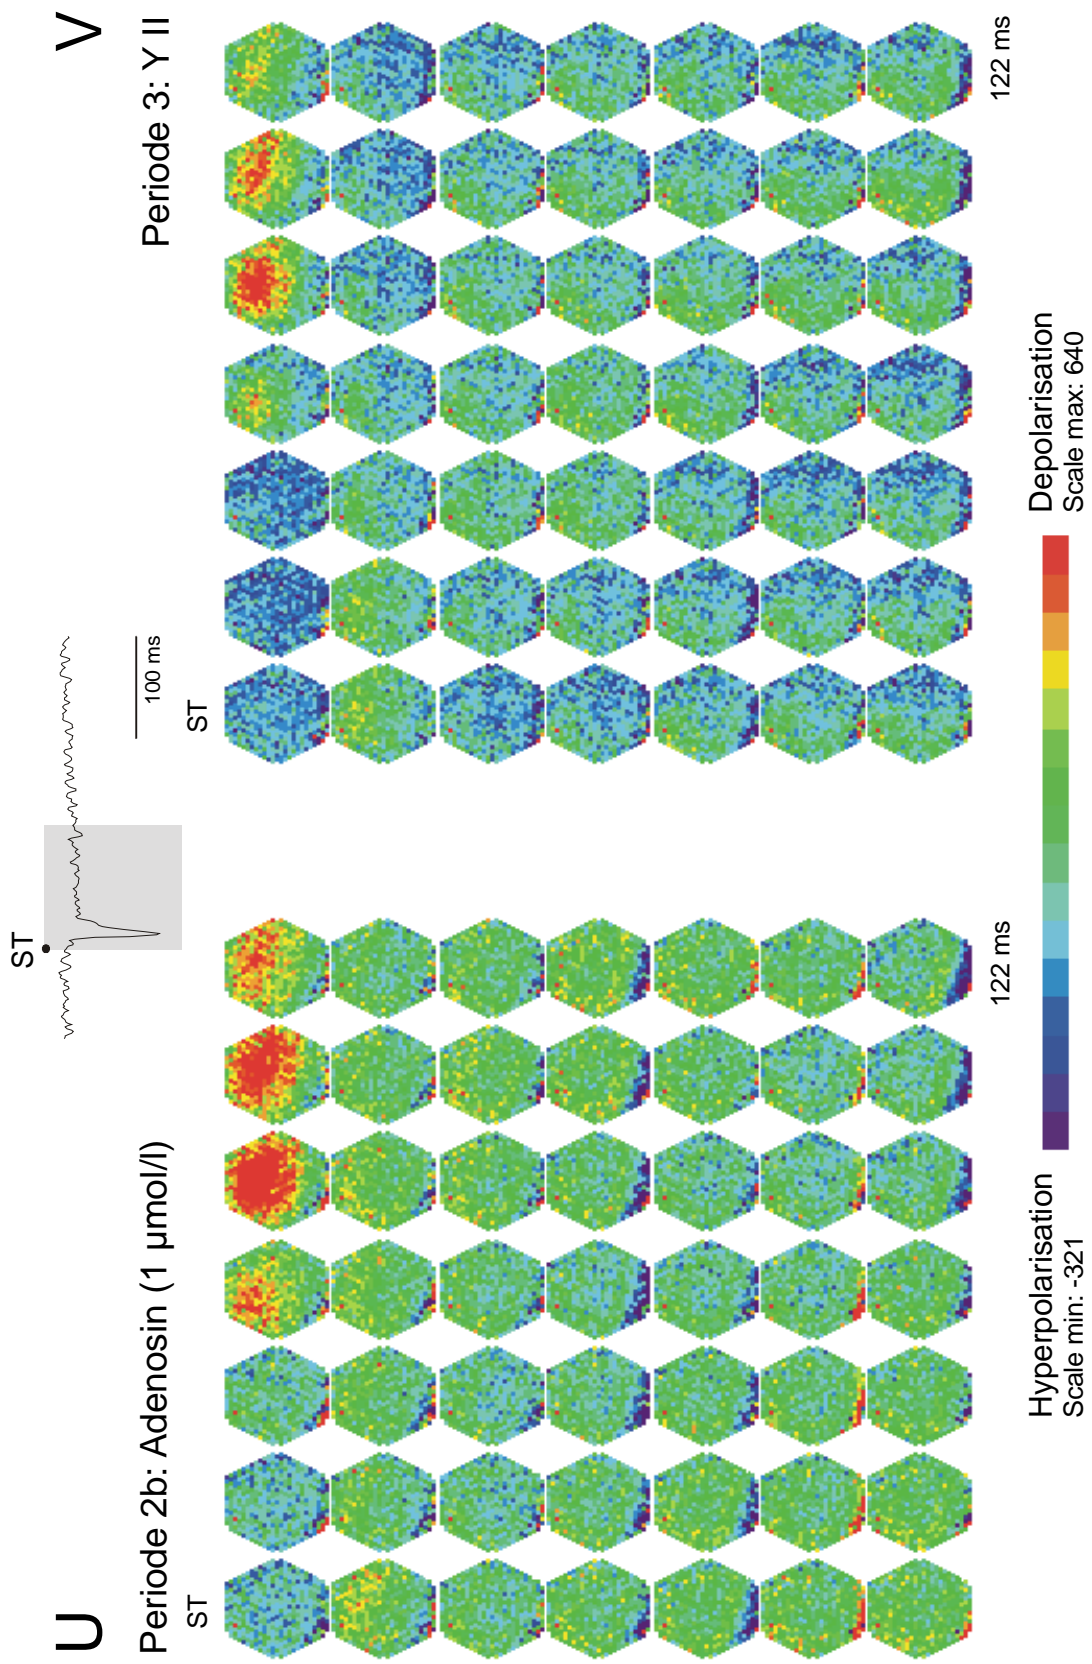 U
V
Periode 2b: Adenosin (1 µmol/l)
Periode 3: Y II
ST
100 ms
ST
ST
122 ms
122 ms
Hyperpolarisation
Scale min: -321
Depolarisation
Scale max: 640